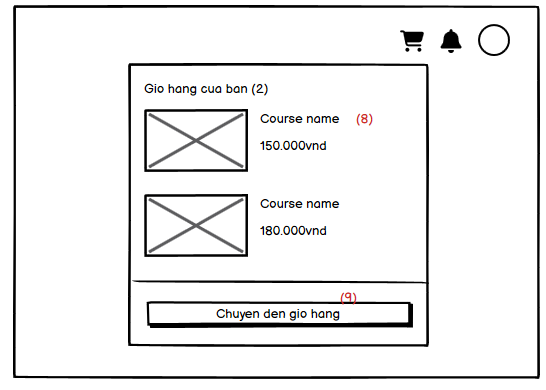 Gio hang cua ban (2)
Course name (8)
150.000vnd
Course name
180.000vnd
(9)
Chuyen den gio hang